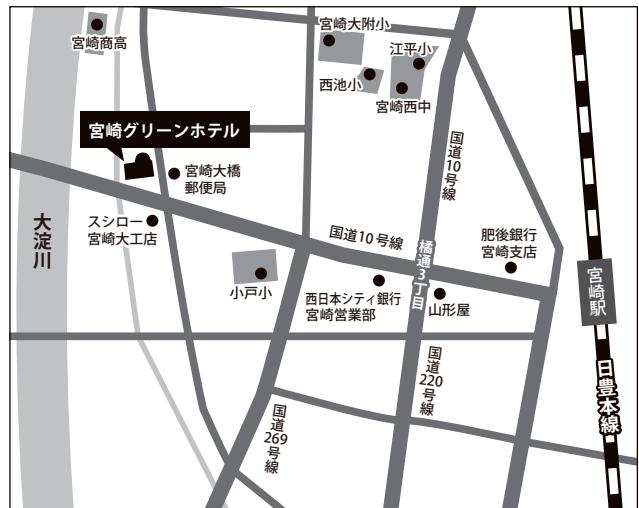 宮崎商高
宮崎大附小
江平小
西池小
宮崎西中
宮崎グリーンホテル
国道10号線
宮崎大橋
郵便局
大淀川
スシロー
宮崎大工店
国道10号線
橘通3丁目
肥後銀行
宮崎支店
宮崎駅
小戸小
西日本シティ銀行
宮崎営業部
山形屋
国道
220
号線
日豊本線
国道
269
号線